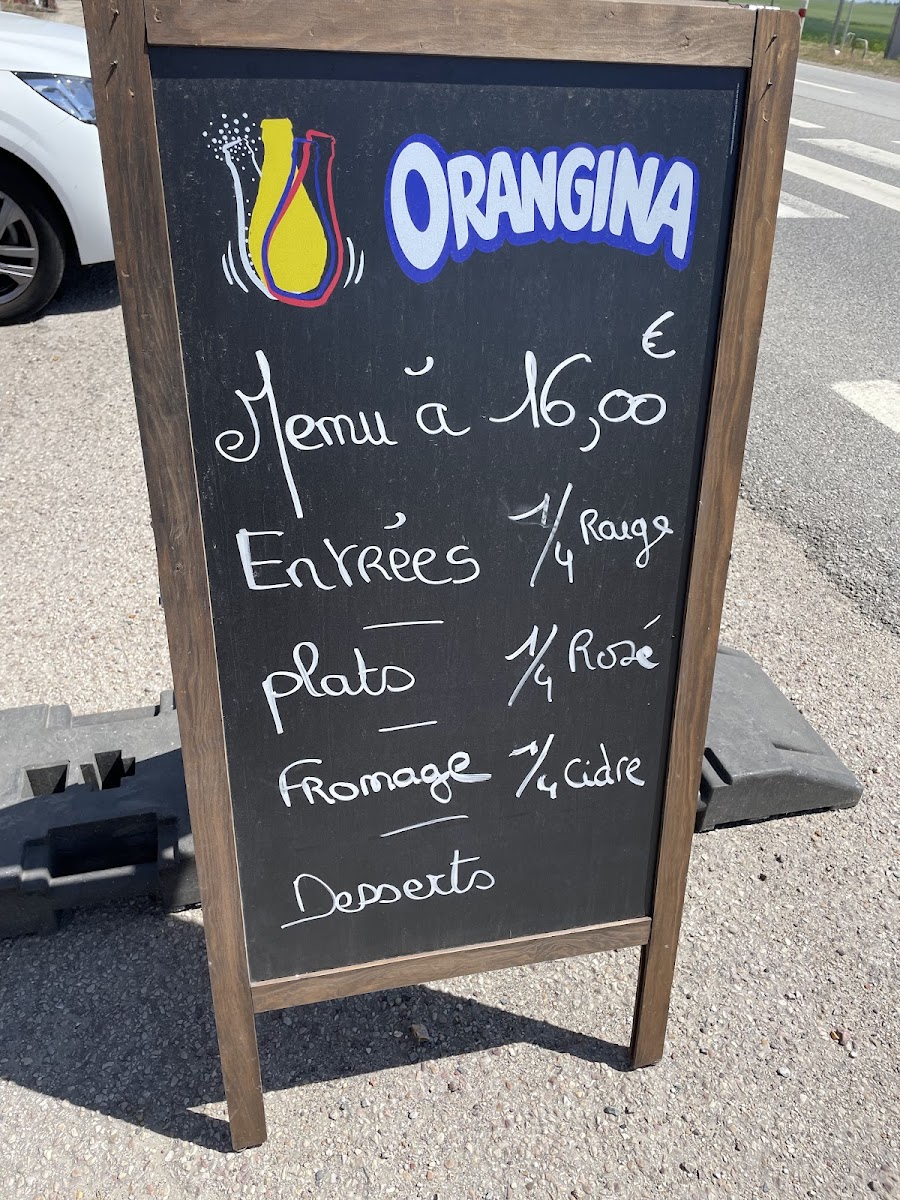 ORANGINA
Menu à 16,00 €
Entrées 1/4 Rouge
plats 1/4 Rosé
Fromage 1/4 cidre
Desserts